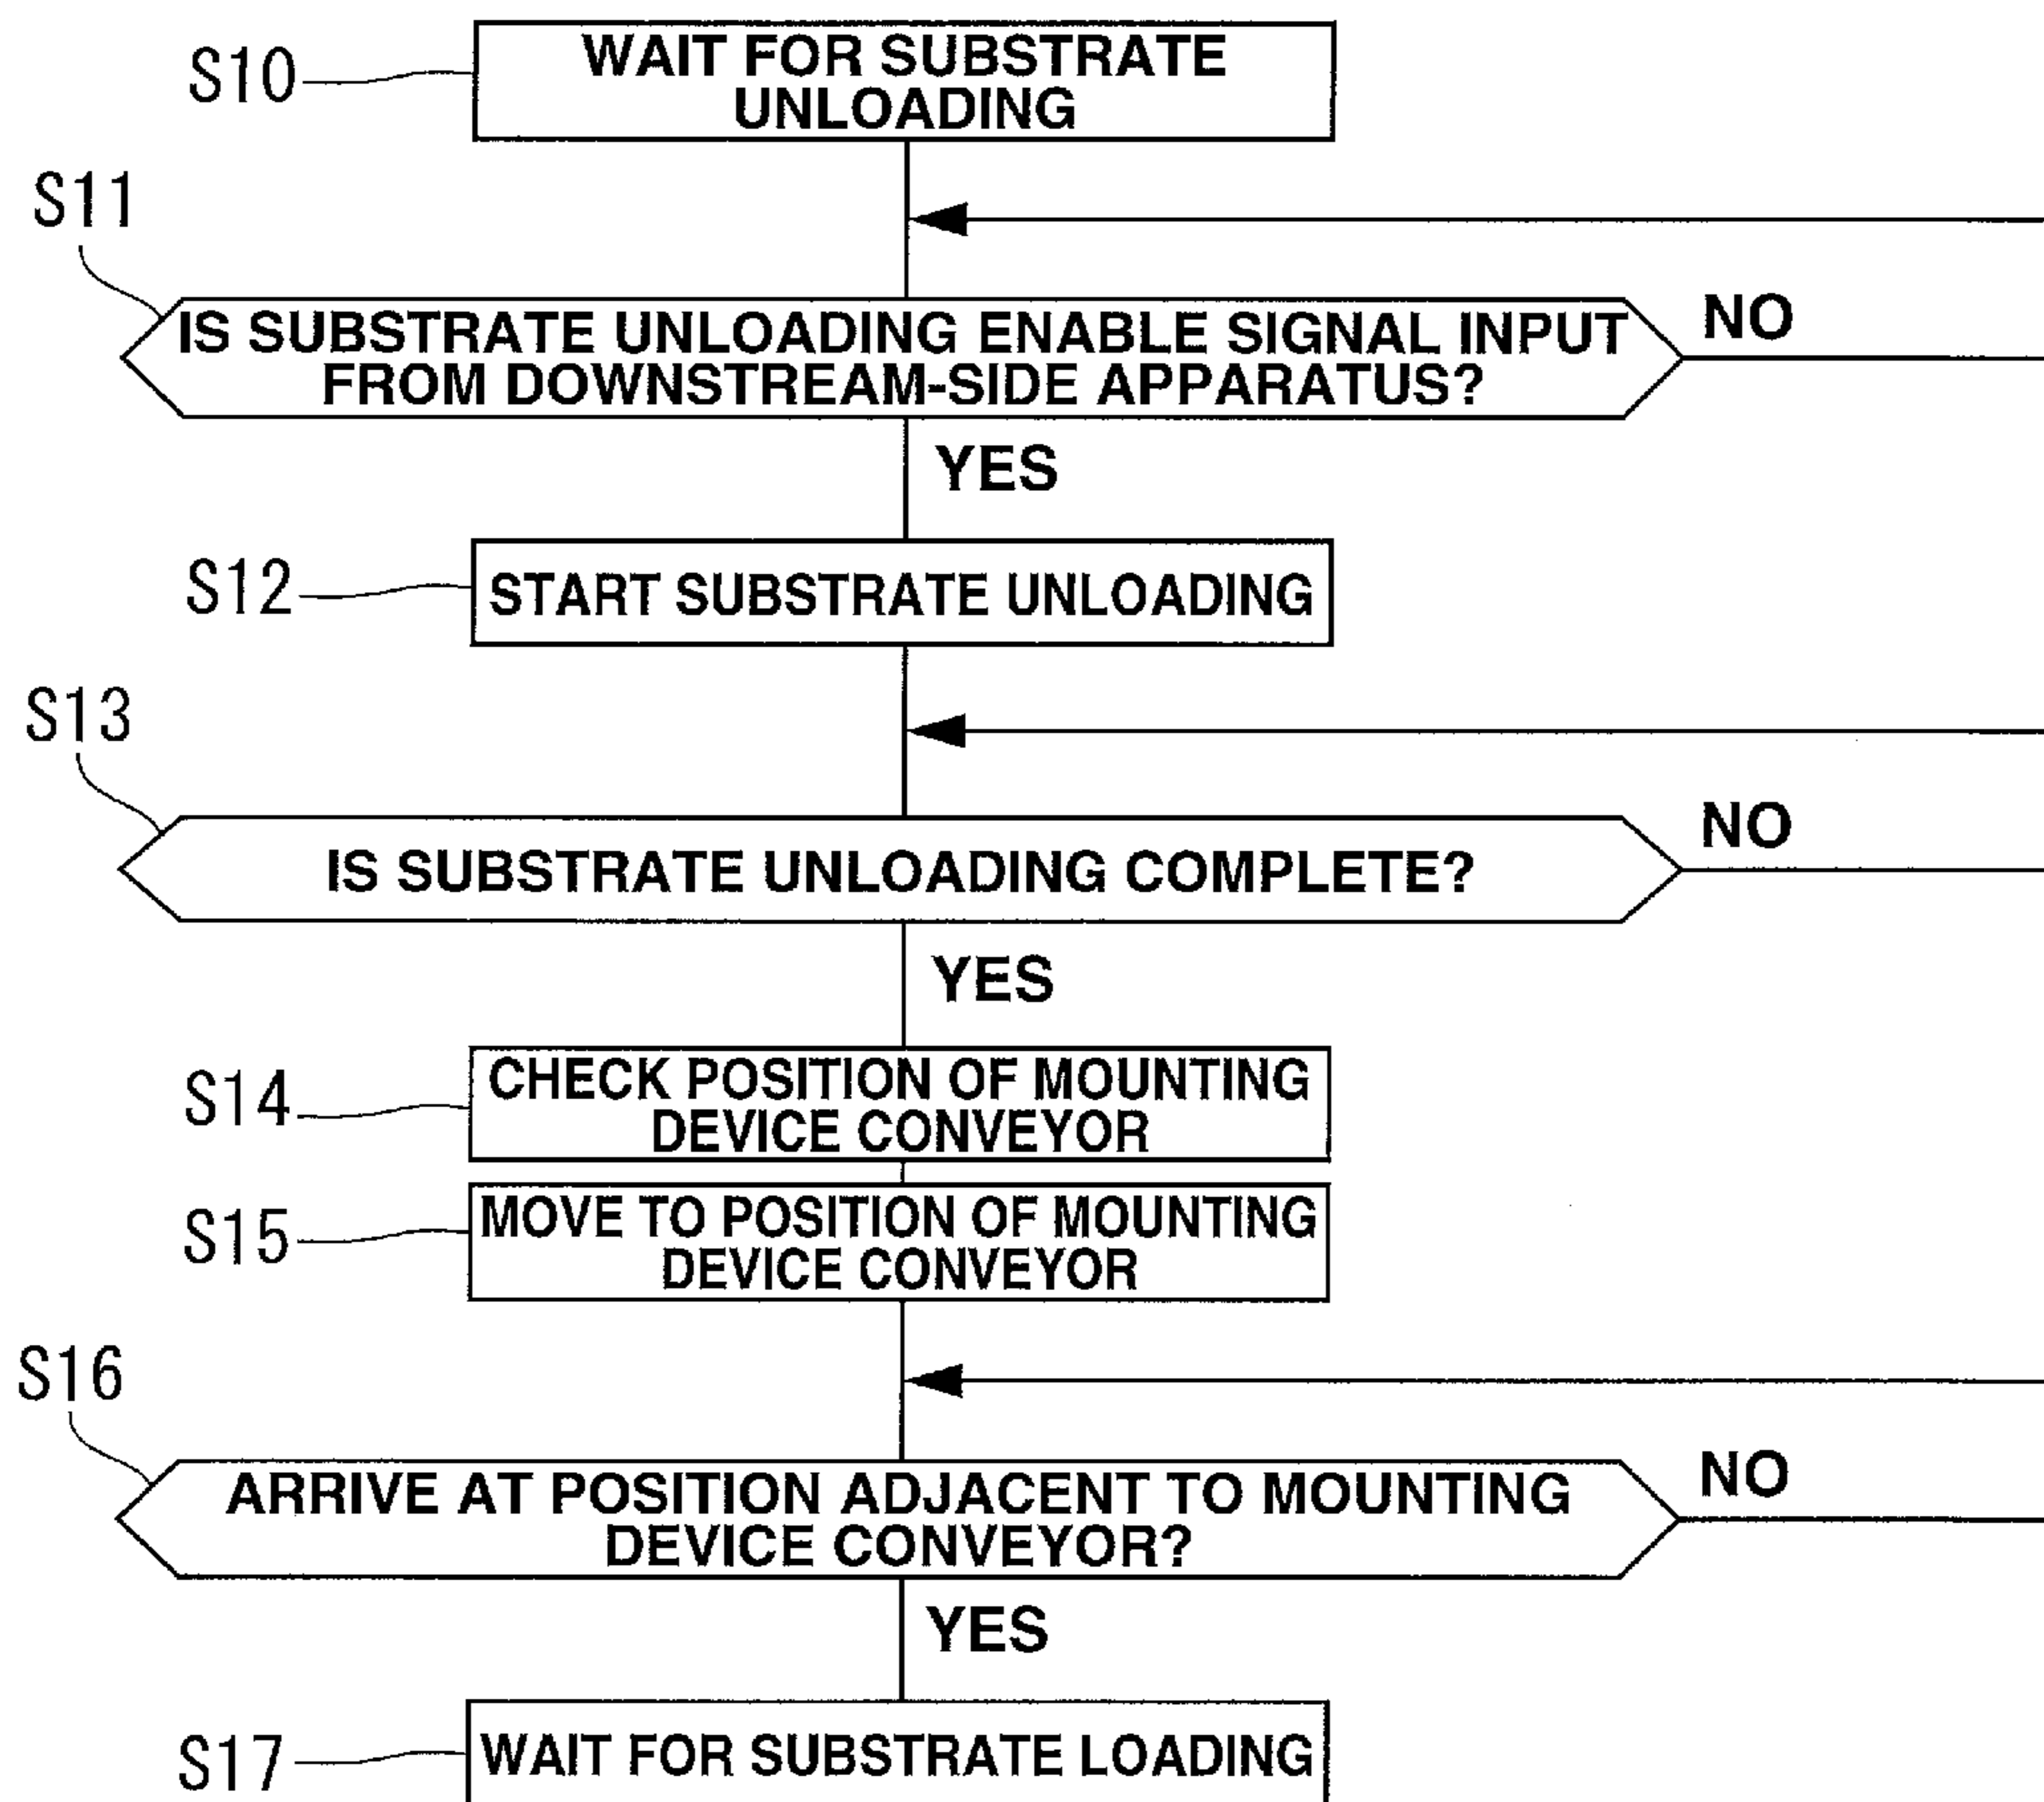 S10
WAIT FOR SUBSTRATE
UNLOADING
S11
IS SUBSTRATE UNLOADING ENABLE SIGNAL INPUT
FROM DOWNSTREAM-SIDE APPARATUS?
NO
YES
S12
START SUBSTRATE UNLOADING
S13
IS SUBSTRATE UNLOADING COMPLETE?
NO
YES
S14
CHECK POSITION OF MOUNTING
DEVICE CONVEYOR
S15
MOVE TO POSITION OF MOUNTING
DEVICE CONVEYOR
S16
ARRIVE AT POSITION ADJACENT TO MOUNTING
DEVICE CONVEYOR?
NO
YES
S17
WAIT FOR SUBSTRATE LOADING